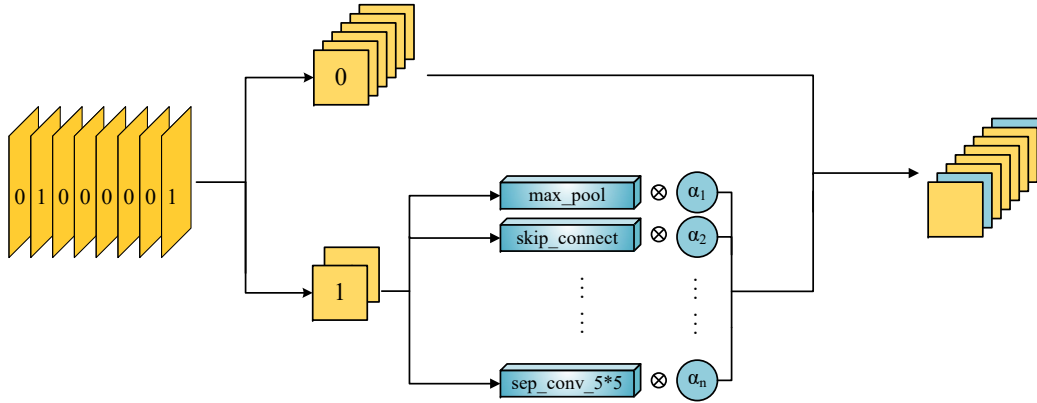 0
0 1 0 0 0 0 0 1
max_pool ⊗ α1
skip_connect ⊗ α2
1
sep_conv_5*5 ⊗ αn